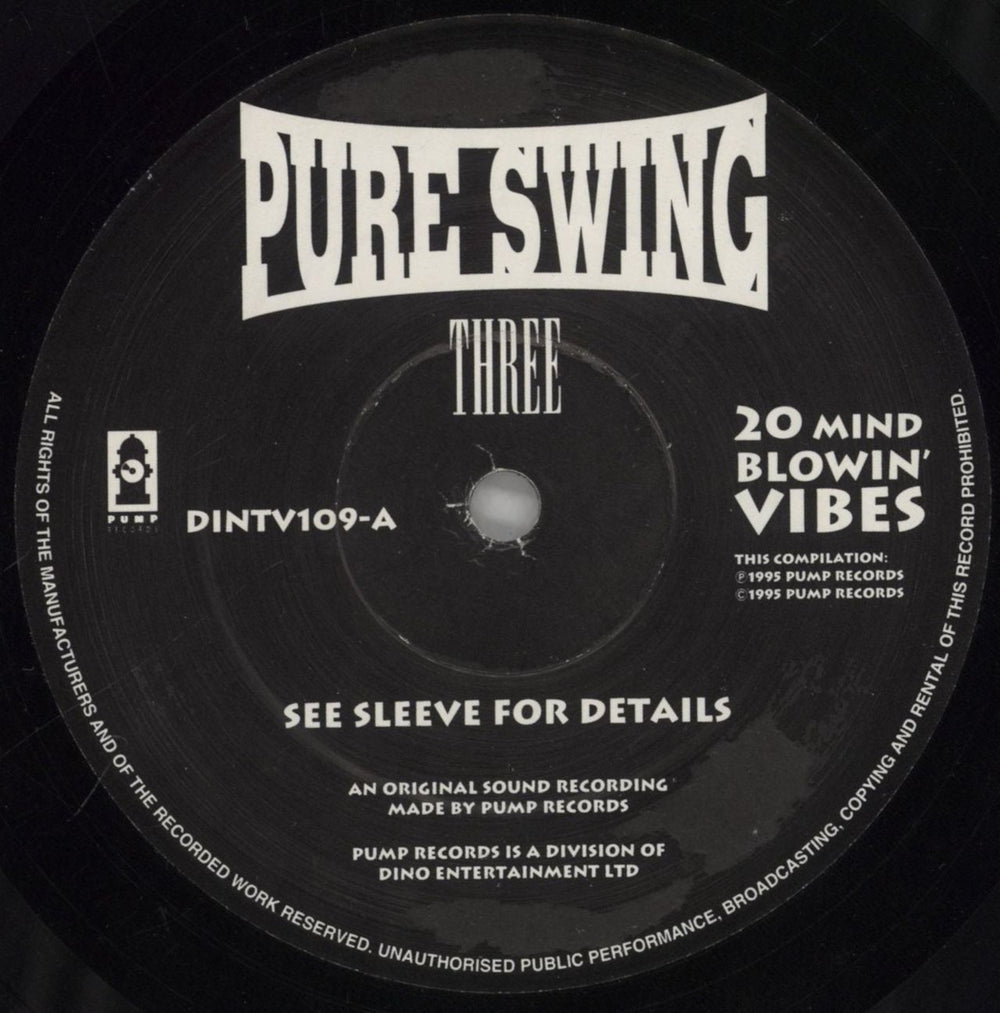 PURE SWING
THREE
PUMP
RECORDS
DINTV109-A
20 MIND
BLOWIN'
VIBES
THIS COMPILATION:
℗1995 PUMP RECORDS
©1995 PUMP RECORDS
SEE SLEEVE FOR DETAILS
AN ORIGINAL SOUND RECORDING
MADE BY PUMP RECORDS
PUMP RECORDS IS A DIVISION OF
DINO ENTERTAINMENT LTD
ALL RIGHTS OF THE MANUFACTURERS AND OF THE RECORDED WORK RESERVED. UNAUTHORISED PUBLIC PERFORMANCE, BROADCASTING, COPYING AND RENTAL OF THIS RECORD PROHIBITED.